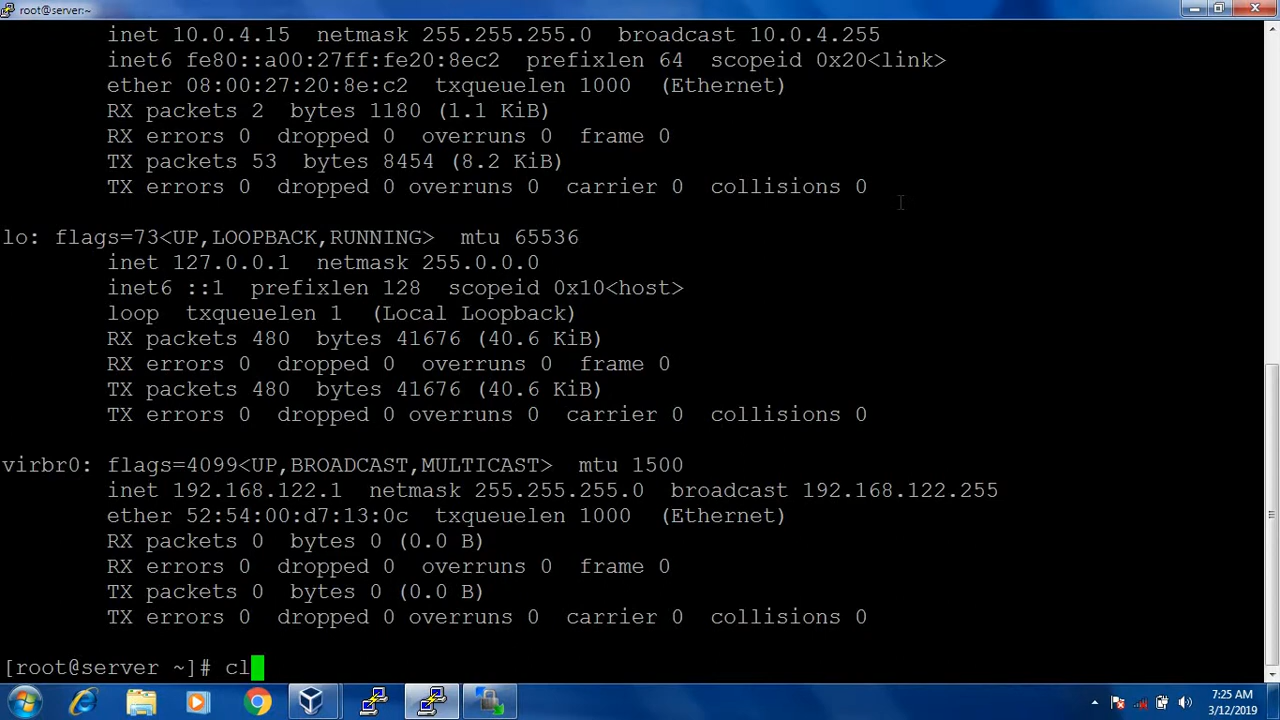 root@server:~
inet 10.0.4.15  netmask 255.255.255.0  broadcast 10.0.4.255
inet6 fe80::a00:27ff:fe20:8ec2  prefixlen 64  scopeid 0x20<link>
ether 08:00:27:20:8e:c2  txqueuelen 1000  (Ethernet)
RX packets 2  bytes 1180 (1.1 KiB)
RX errors 0  dropped 0  overruns 0  frame 0
TX packets 53  bytes 8454 (8.2 KiB)
TX errors 0  dropped 0 overruns 0  carrier 0  collisions 0
lo: flags=73<UP,LOOPBACK,RUNNING>  mtu 65536
inet 127.0.0.1  netmask 255.0.0.0
inet6 ::1  prefixlen 128  scopeid 0x10<host>
loop  txqueuelen 1  (Local Loopback)
RX packets 480  bytes 41676 (40.6 KiB)
RX errors 0  dropped 0  overruns 0  frame 0
TX packets 480  bytes 41676 (40.6 KiB)
TX errors 0  dropped 0 overruns 0  carrier 0  collisions 0
virbr0: flags=4099<UP,BROADCAST,MULTICAST>  mtu 1500
inet 192.168.122.1  netmask 255.255.255.0  broadcast 192.168.122.255
ether 52:54:00:d7:13:0c  txqueuelen 1000  (Ethernet)
RX packets 0  bytes 0 (0.0 B)
RX errors 0  dropped 0  overruns 0  frame 0
TX packets 0  bytes 0 (0.0 B)
TX errors 0  dropped 0 overruns 0  carrier 0  collisions 0
[root@server ~]# cl
7:25 AM
3/12/2019